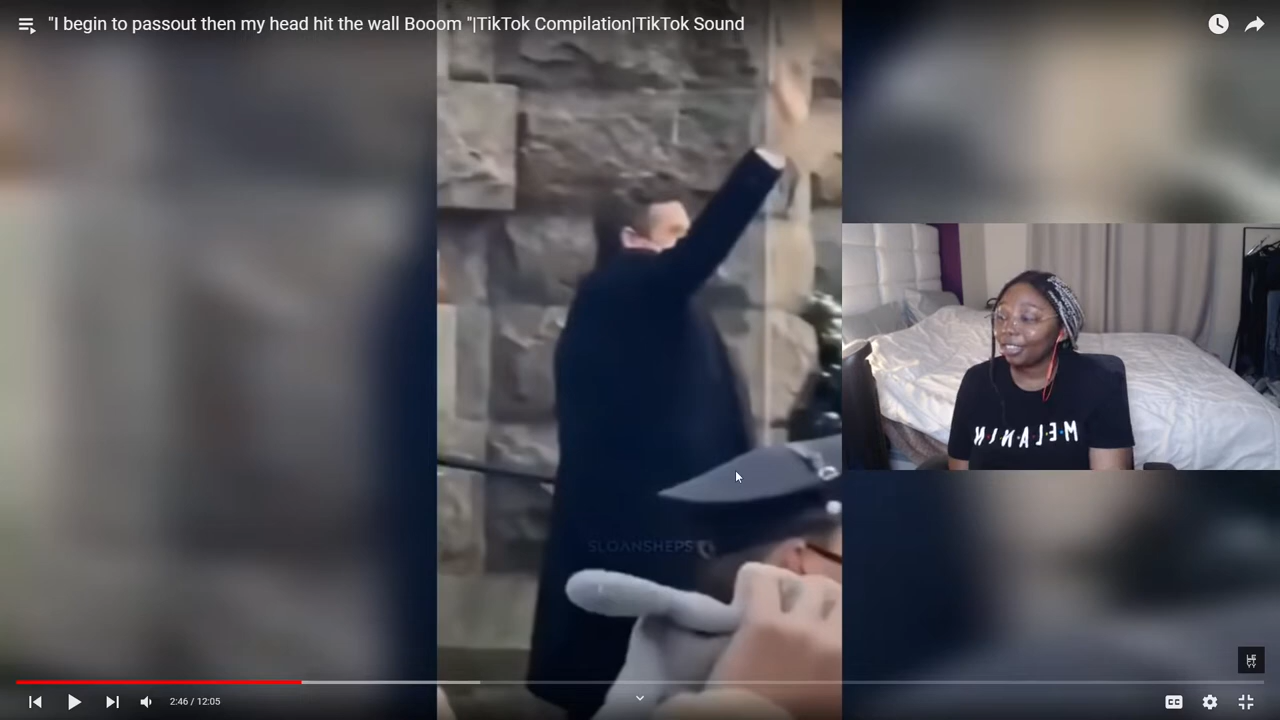 "I begin to passout then my head hit the wall Booom "|TikTok Compilation|TikTok Sound
MELANIN
SLOANSHEPS
2:46 / 12:05
CC